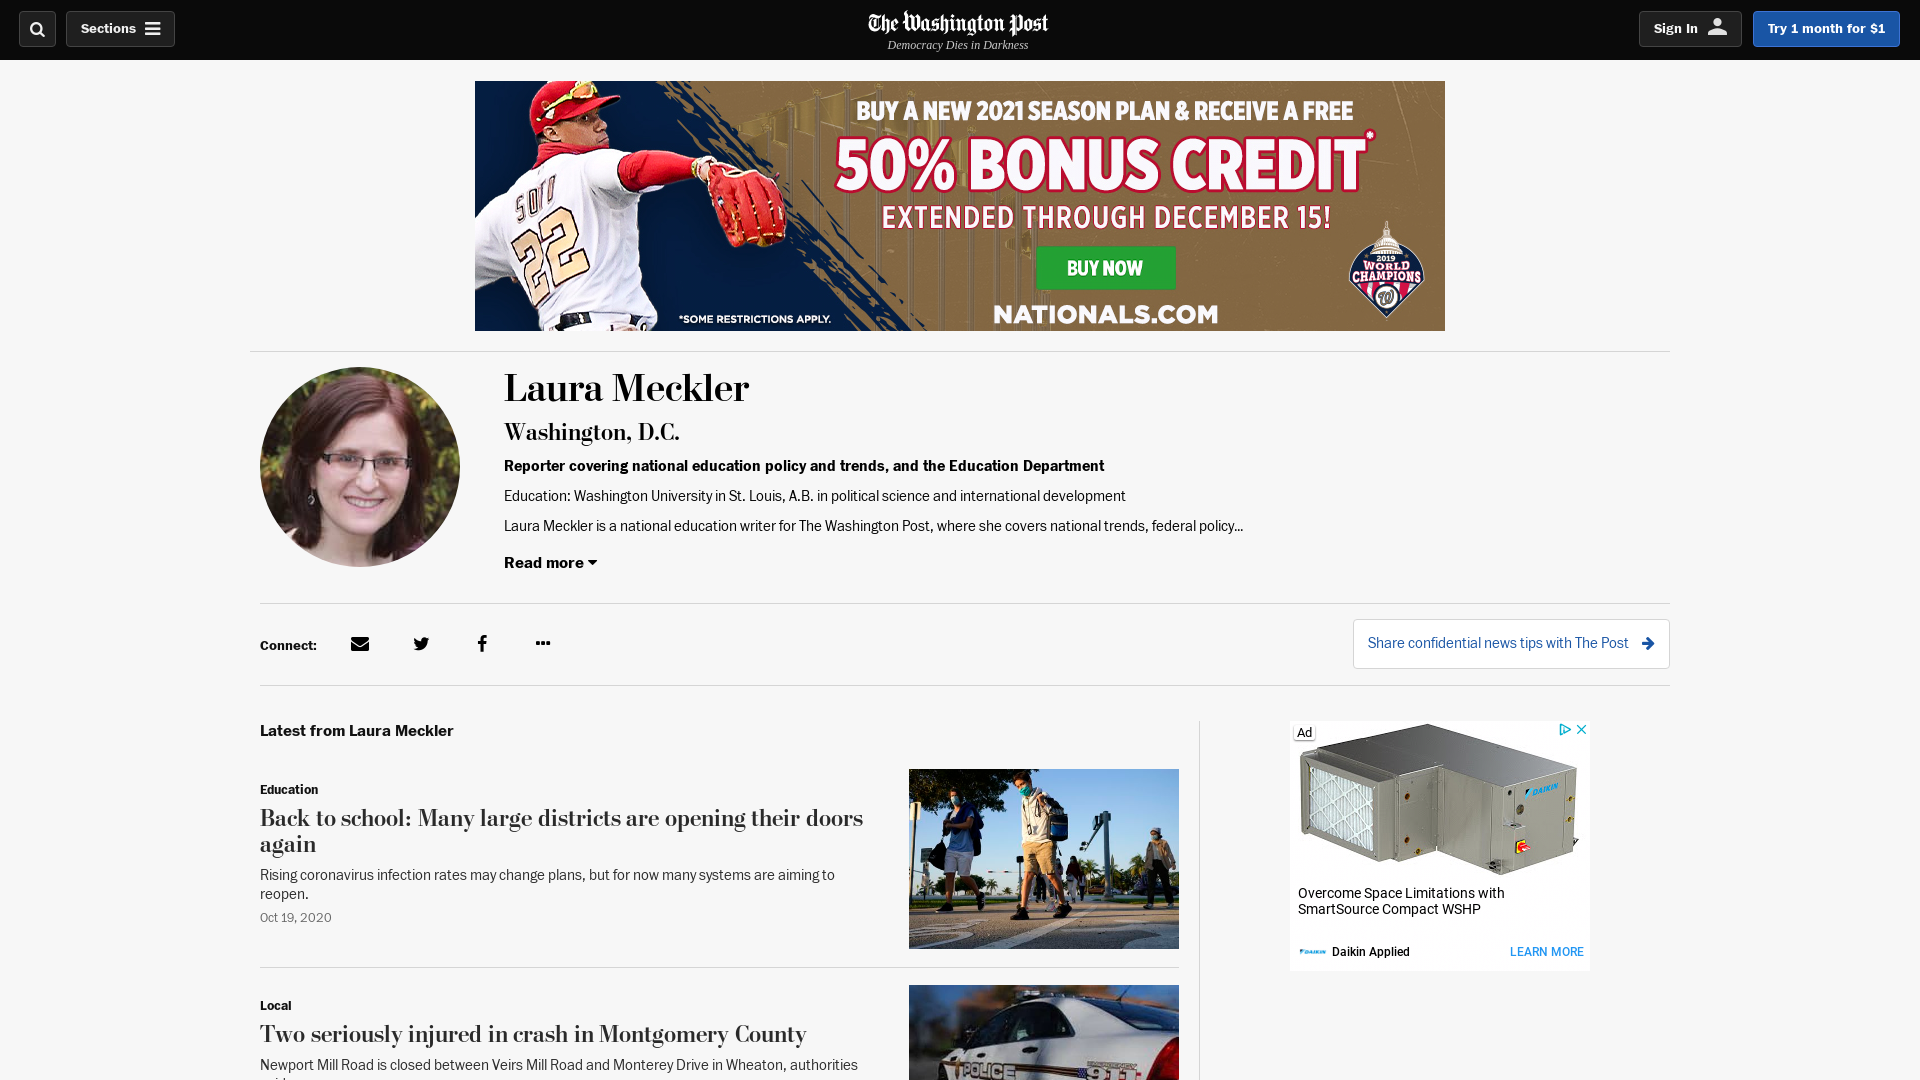 Sections
The Washington Post
Democracy Dies in Darkness
Sign In
Try 1 month for $1
BUY A NEW 2021 SEASON PLAN & RECEIVE A FREE
50% BONUS CREDIT*
EXTENDED THROUGH DECEMBER 15!
BUY NOW
NATIONALS.COM
*SOME RESTRICTIONS APPLY.
SOTO
22
2019
WORLD
CHAMPIONS
W
Laura Meckler
Washington, D.C.
Reporter covering national education policy and trends, and the Education Department
Education: Washington University in St. Louis, A.B. in political science and international development
Laura Meckler is a national education writer for The Washington Post, where she covers national trends, federal policy...
Read more
Connect:
Share confidential news tips with The Post
Latest from Laura Meckler
Education
Back to school: Many large districts are opening their doors
again
Rising coronavirus infection rates may change plans, but for now many systems are aiming to
reopen.
Oct 19, 2020
Local
Two seriously injured in crash in Montgomery County
Newport Mill Road is closed between Veirs Mill Road and Monterey Drive in Wheaton, authorities
POLICE
911
Ad
DAIKIN
Overcome Space Limitations with
SmartSource Compact WSHP
DAIKIN
Daikin Applied
LEARN MORE